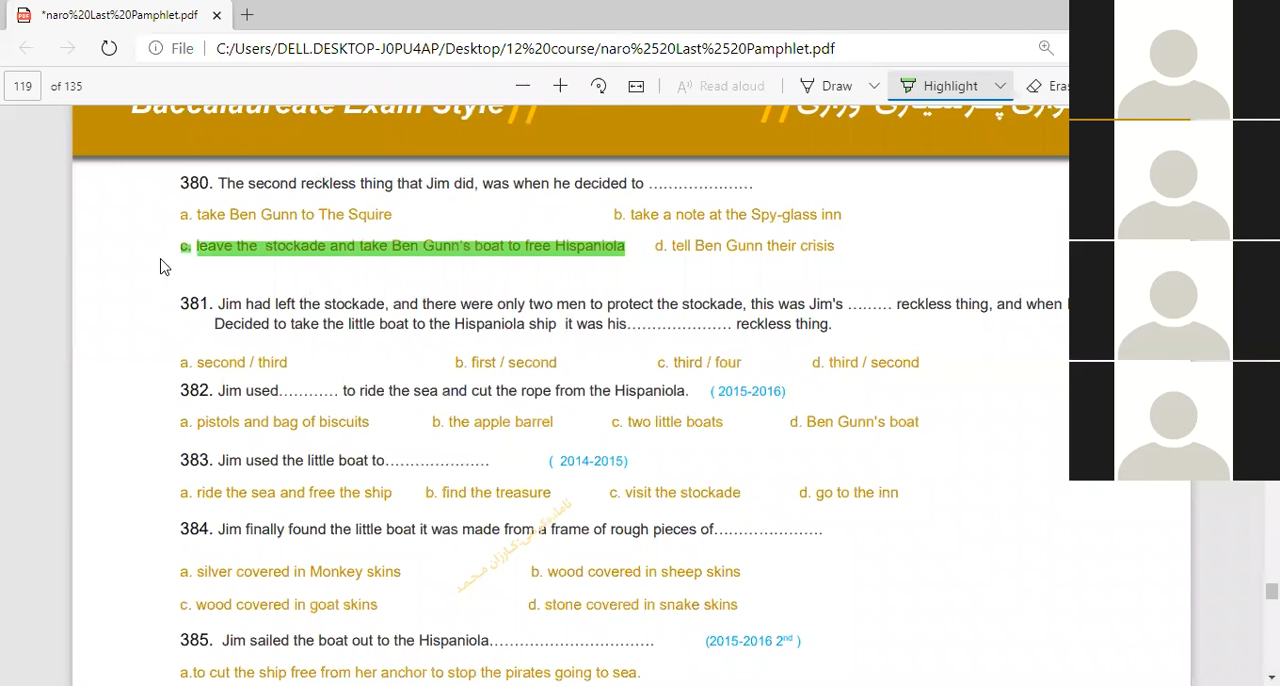 *naro%20Last%20Pamphlet.pdf
File C:/Users/DELL.DESKTOP-J0PU4AP/Desktop/12%20course/naro%2520Last%2520Pamphlet.pdf
119 of 135 Read aloud Draw Highlight Eras
Baccalaureate Exam Style//
380. The second reckless thing that Jim did, was when he decided to .....................
a. take Ben Gunn to The Squire b. take a note at the Spy-glass inn
c. leave the stockade and take Ben Gunn's boat to free Hispaniola d. tell Ben Gunn their crisis
381. Jim had left the stockade, and there were only two men to protect the stockade, this was Jim's ......... reckless thing, and when
Decided to take the little boat to the Hispaniola ship it was his..................... reckless thing.
a. second / third b. first / second c. third / four d. third / second
382. Jim used............ to ride the sea and cut the rope from the Hispaniola. ( 2015-2016)
a. pistols and bag of biscuits b. the apple barrel c. two little boats d. Ben Gunn's boat
383. Jim used the little boat to..................... ( 2014-2015)
a. ride the sea and free the ship b. find the treasure c. visit the stockade d. go to the inn
384. Jim finally found the little boat it was made from a frame of rough pieces of......................
a. silver covered in Monkey skins b. wood covered in sheep skins
c. wood covered in goat skins d. stone covered in snake skins
385. Jim sailed the boat out to the Hispaniola................................. (2015-2016 2nd )
a.to cut the ship free from her anchor to stop the pirates going to sea.